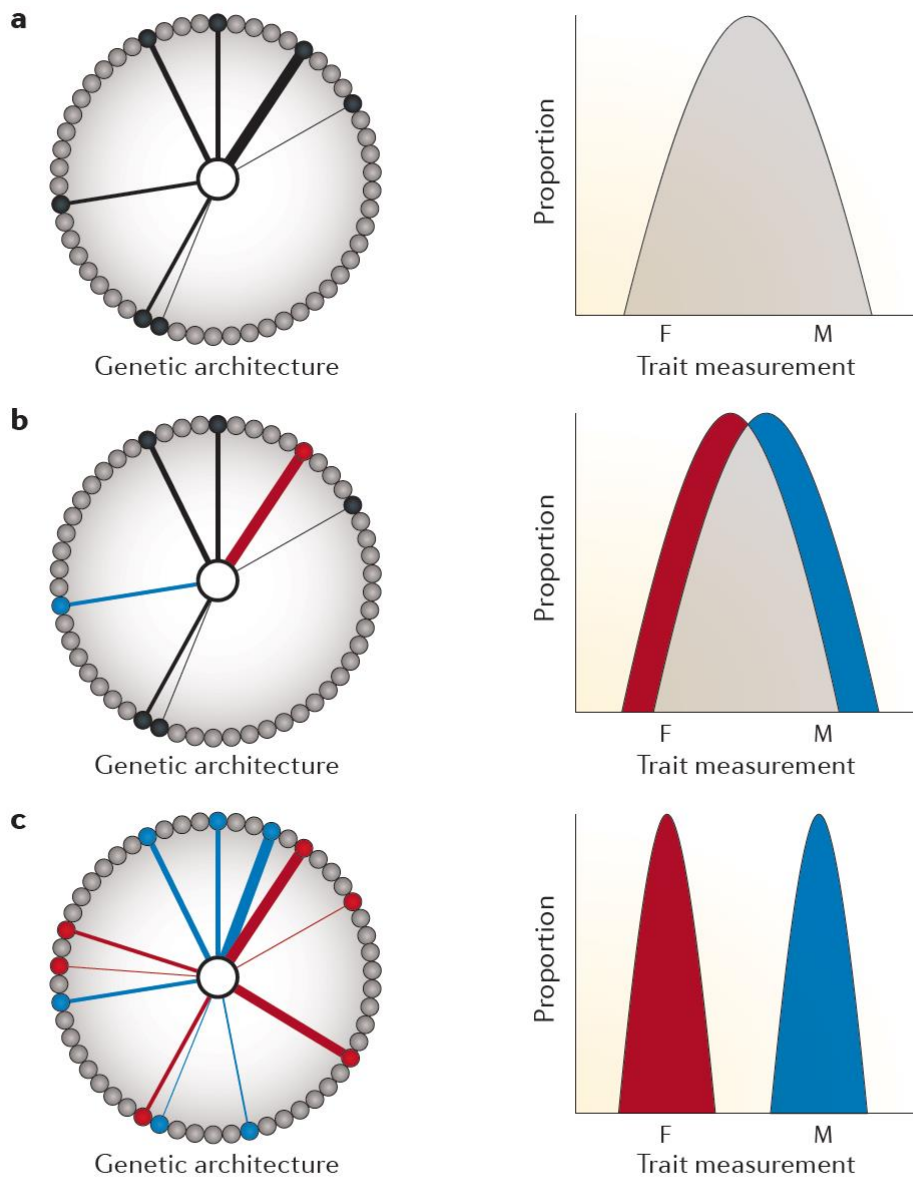 a
Proportion
F M
Genetic architecture
Trait measurement
b
Proportion
F M
Genetic architecture
Trait measurement
c
Proportion
F M
Genetic architecture
Trait measurement